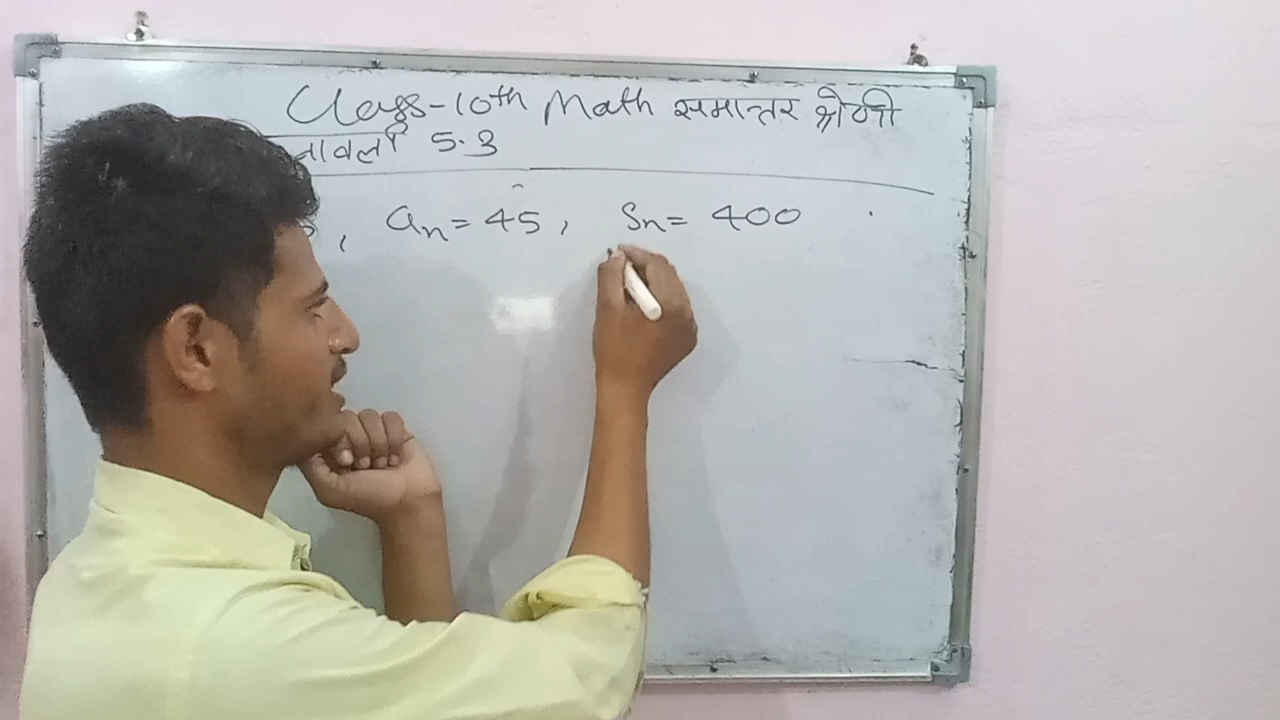 Class-10th Math समान्तर श्रेणी
नावली 5.3
, an = 45, Sn = 400